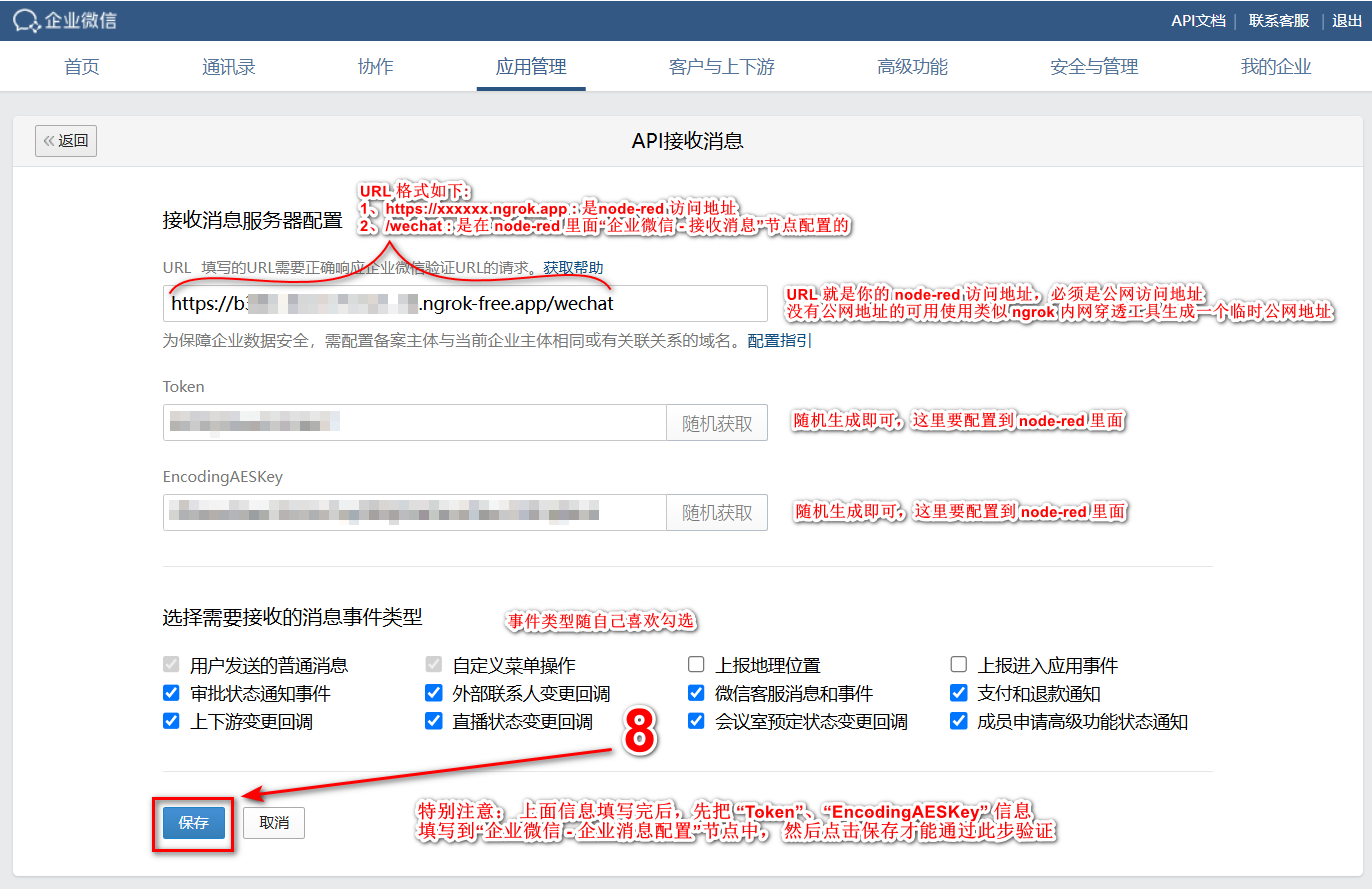 企业微信
API文档 | 联系客服 | 退出
首页 通讯录 协作 应用管理 客户与上下游 高级功能 安全与管理 我的企业
«返回
API接收消息
URL 格式如下:
1、https://xxxxxx.ngrok.app : 是node-red 访问地址
2、/wechat : 是在 node-red 里面“企业微信 - 接收消息”节点配置的
接收消息服务器配置
URL 填写的URL需要正确响应企业微信验证URL的请求。获取帮助
https://b3 .ngrok-free.app/wechat
URL 就是你的 node-red 访问地址，必须是公网访问地址
没有公网地址的可用使用类似 ngrok 内网穿透工具生成一个临时公网地址
为保障企业数据安全，需配置备案主体与当前企业主体相同或有关联关系的域名。配置指引
Token
随机获取
随机生成即可，这里要配置到 node-red 里面
EncodingAESKey
随机获取
随机生成即可，这里要配置到 node-red 里面
选择需要接收的消息事件类型
事件类型随自己喜欢勾选
用户发送的普通消息 自定义菜单操作 上报地理位置 上报进入应用事件
审批状态通知事件 外部联系人变更回调 微信客服消息和事件 支付和退款通知
上下游变更回调 直播状态变更回调 会议室预定状态变更回调 成员申请高级功能状态通知
8
保存 取消
特别注意： 上面信息填写完后，先把 “Token”、“EncodingAESKey” 信息
填写到“企业微信 - 企业消息配置”节点中， 然后点击保存才能通过此步验证